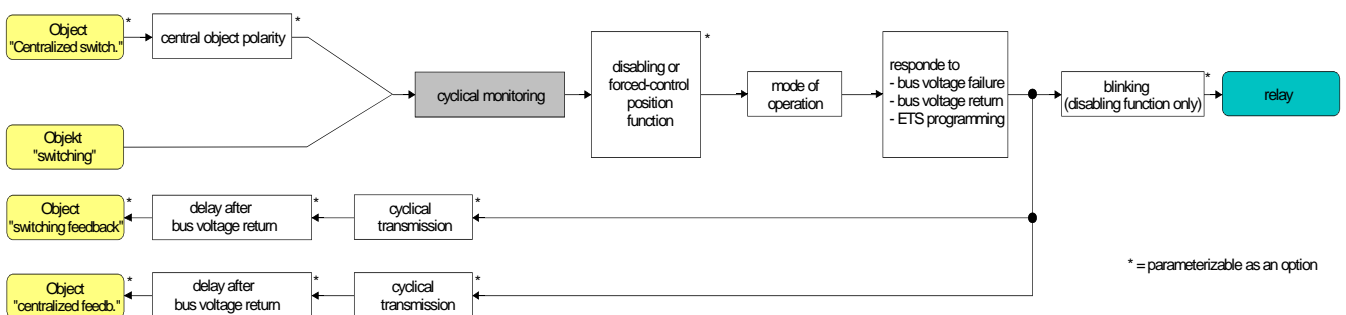 Object
"Centralized switch."
*
central object polarity
*
Objekt
"switching"
cyclical monitoring
disabling or
forced-control
position
function
*
mode of
operation
responde to
- bus voltage failure
- bus voltage return
- ETS programming
blinking
(disabling function only)
*
relay
Object
"switching feedback"
*
delay after
bus voltage return
*
cyclical
transmission
*
Object
"centralized feedb."
*
delay after
bus voltage return
*
cyclical
transmission
*
* = parameterizable as an option